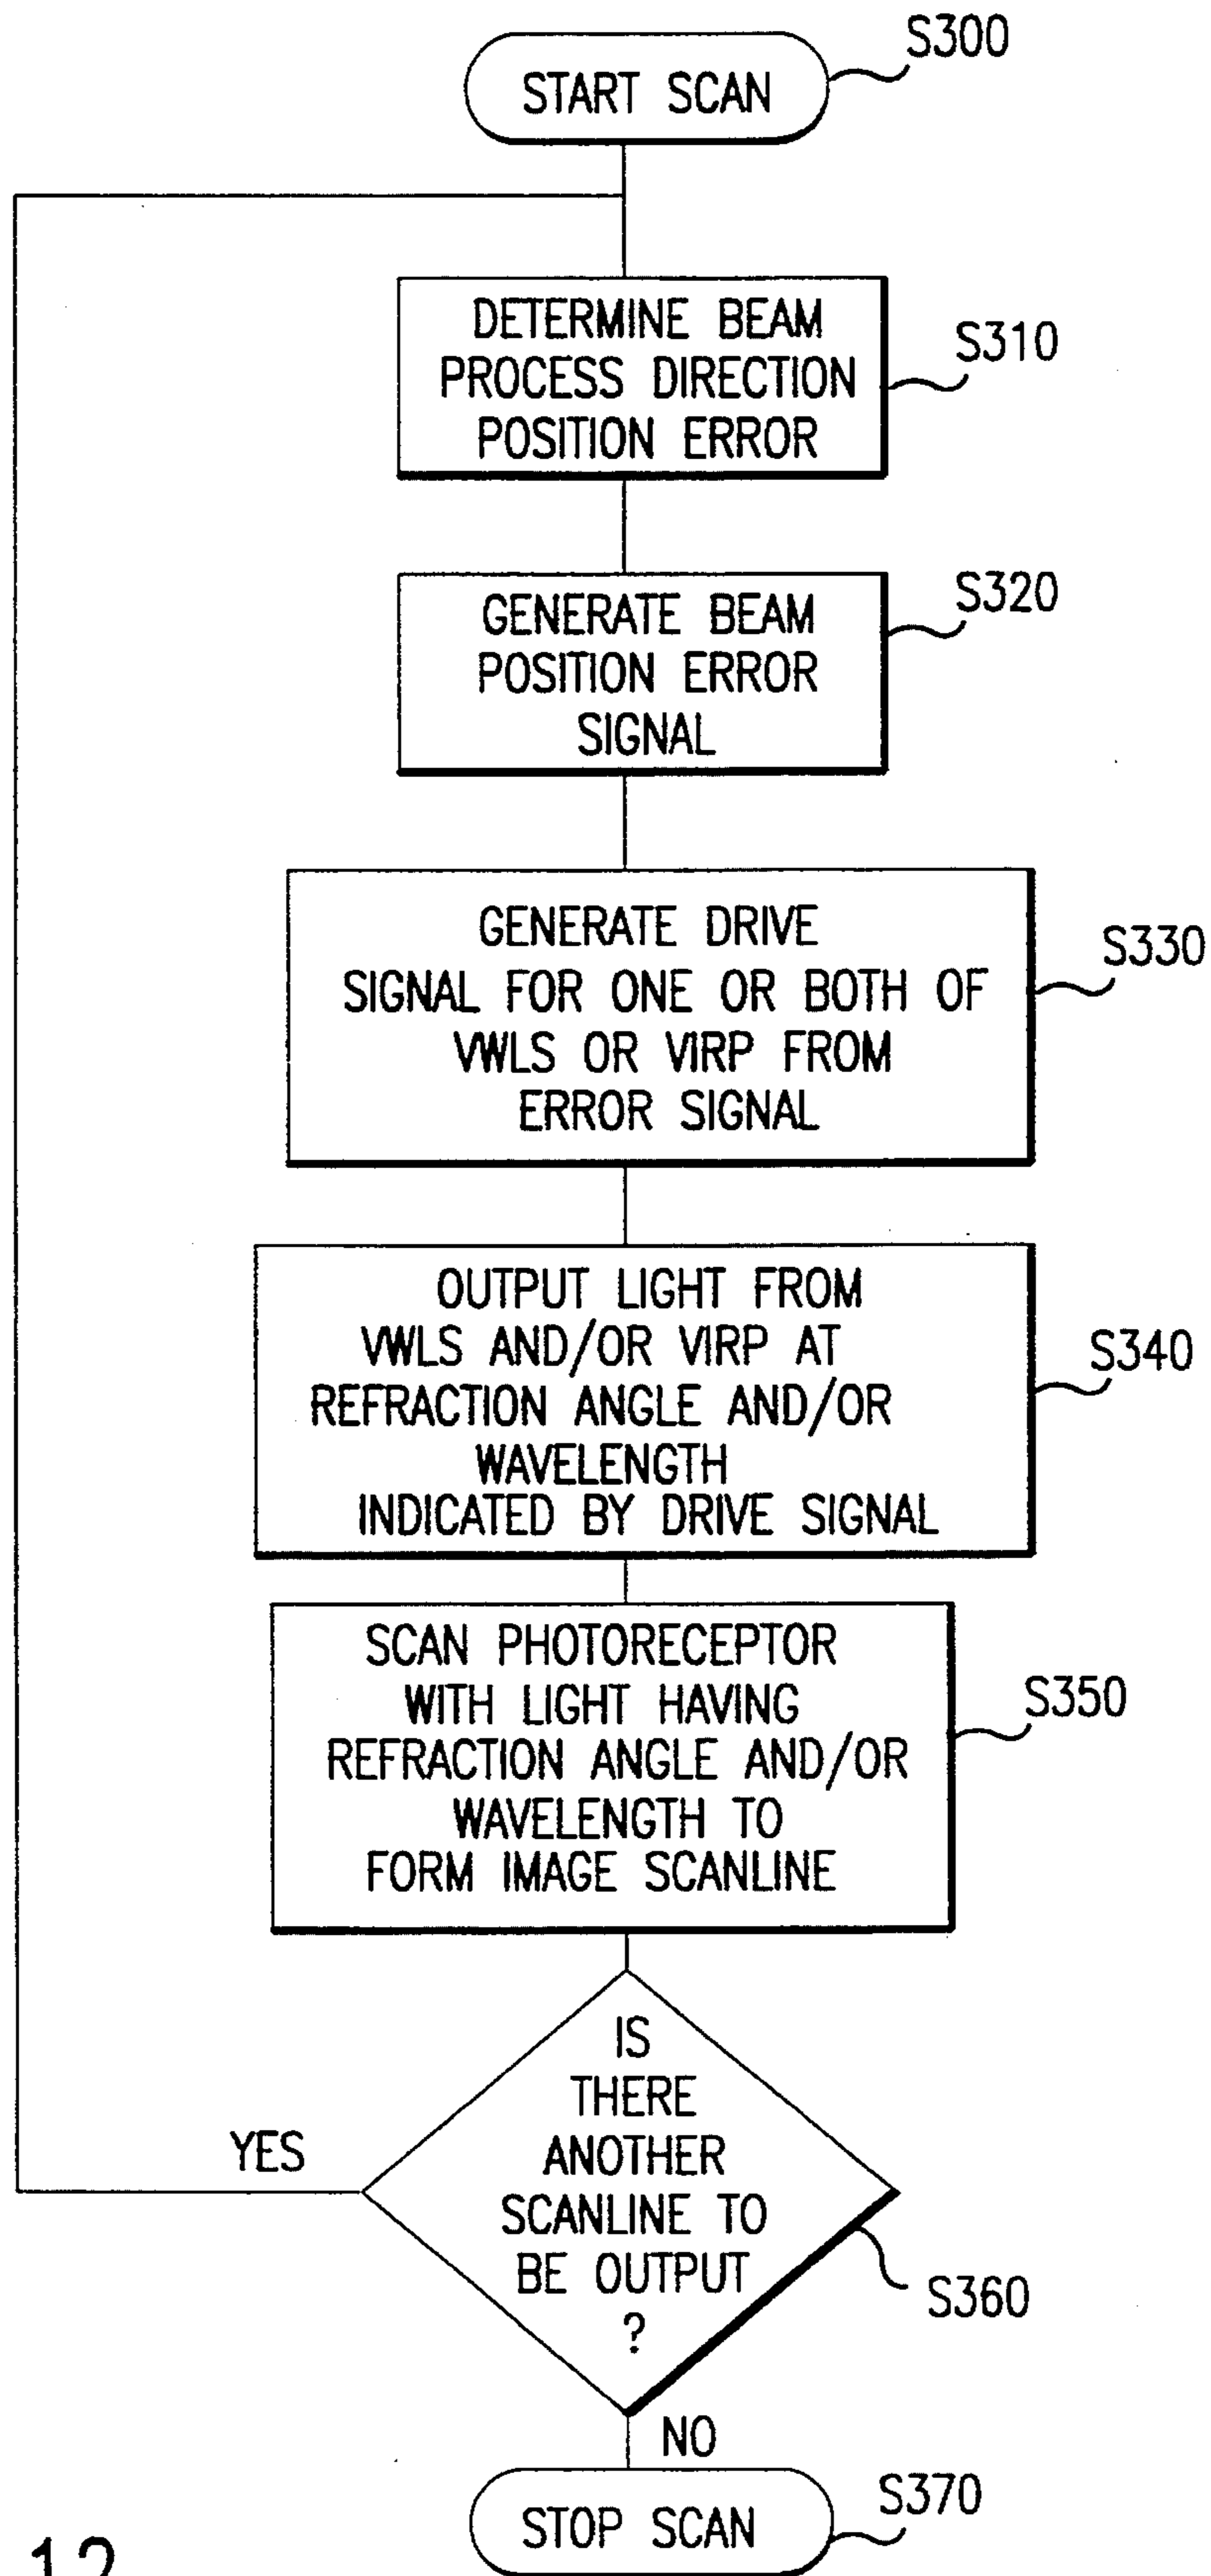 START SCAN
S300
DETERMINE BEAM
PROCESS DIRECTION
POSITION ERROR
S310
GENERATE BEAM
POSITION ERROR
SIGNAL
S320
GENERATE DRIVE
SIGNAL FOR ONE OR BOTH OF
VWLS OR VIRP FROM
ERROR SIGNAL
S330
OUTPUT LIGHT FROM
VWLS AND/OR VIRP AT
REFRACTION ANGLE AND/OR
WAVELENGTH
INDICATED BY DRIVE SIGNAL
S340
SCAN PHOTORECEPTOR
WITH LIGHT HAVING
REFRACTION ANGLE AND/OR
WAVELENGTH TO
FORM IMAGE SCANLINE
S350
IS
THERE
ANOTHER
SCANLINE TO
BE OUTPUT
?
YES
S360
NO
STOP SCAN
S370
12